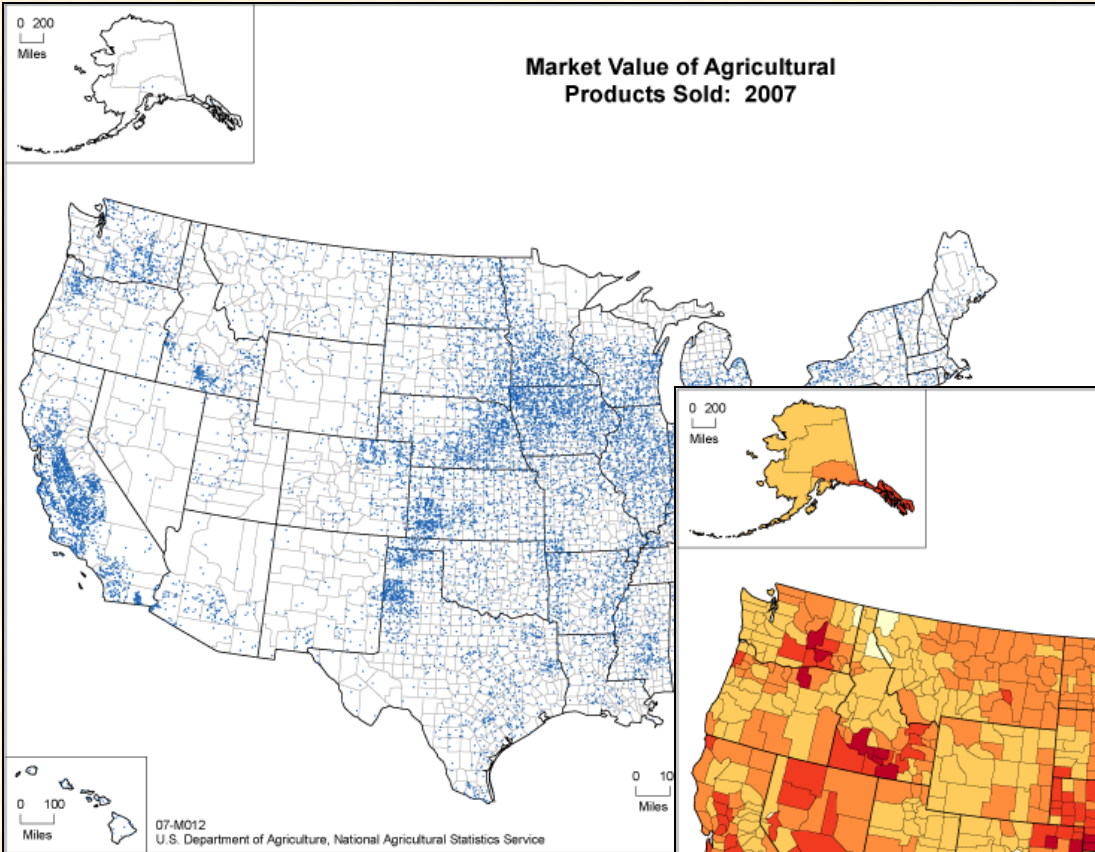 0 200
Miles
Market Value of Agricultural
Products Sold: 2007
0 200
Miles
0 100
Miles
07-M012
U.S. Department of Agriculture, National Agricultural Statistics Service
0 10
Miles